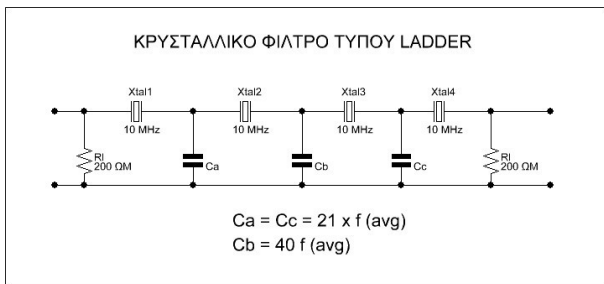 ΚΡΥΣΤΑΛΛΙΚΟ ΦΙΛΤΡΟ ΤΥΠΟΥ LADDER
Xtal1 Xtal2 Xtal3 Xtal4
10 MHz 10 MHz 10 MHz 10 MHz
Rl Ca Cb Cc Rl
200 ΩΜ 200 ΩΜ
Ca = Cc = 21 x f (avg)
Cb = 40 f (avg)